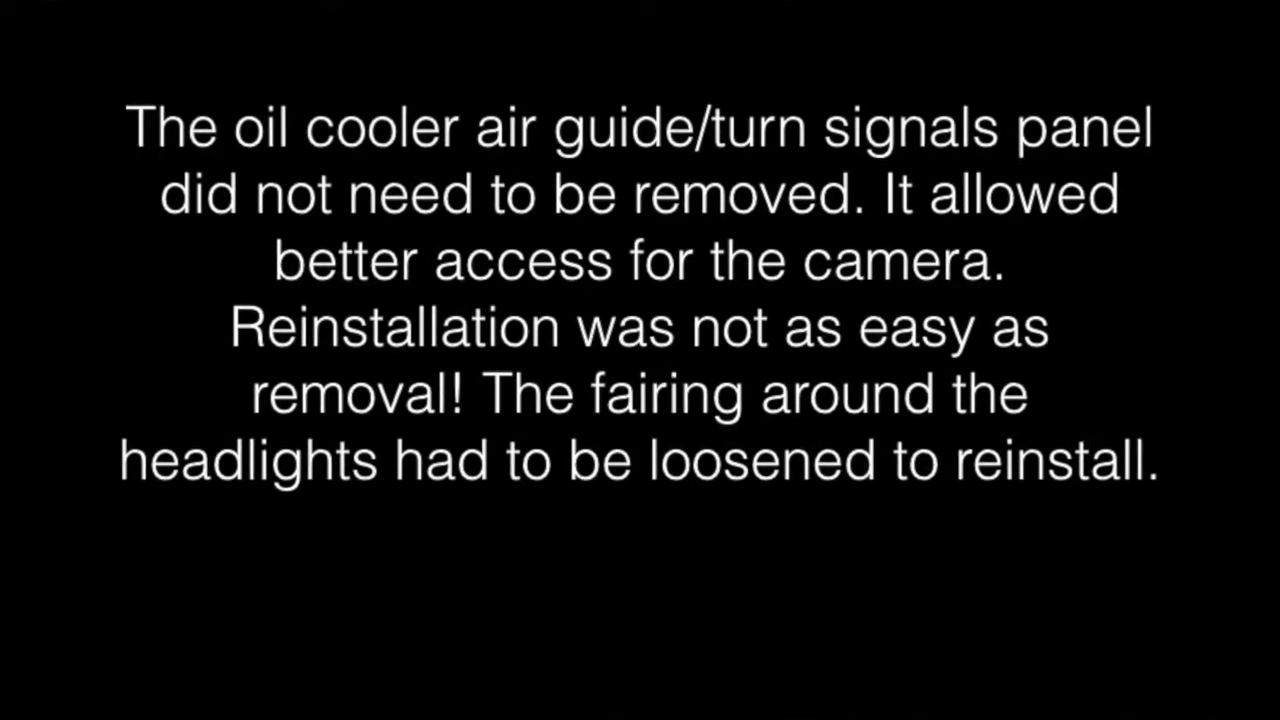 The oil cooler air guide/turn signals panel
did not need to be removed. It allowed
better access for the camera.
Reinstallation was not as easy as
removal! The fairing around the
headlights had to be loosened to reinstall.